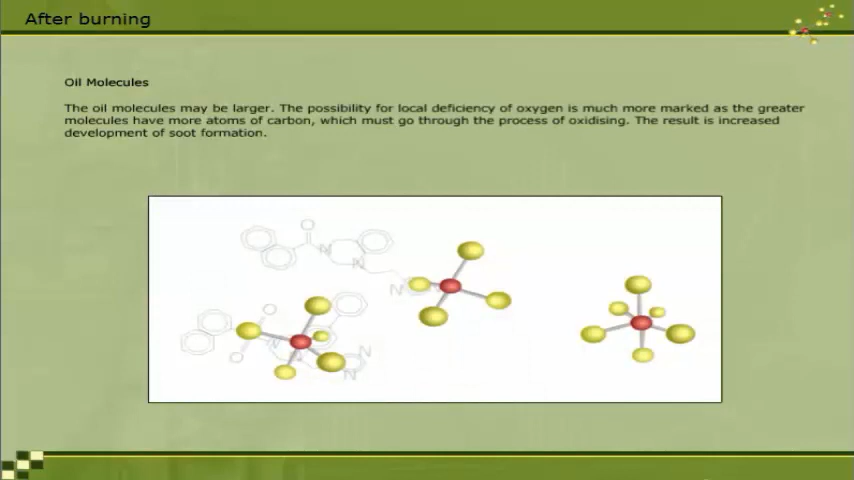 After burning
Oil Molecules
The oil molecules may be larger. The possibility for local deficiency of oxygen is much more marked as the greater
molecules have more atoms of carbon, which must go through the process of oxidising. The result is increased
development of soot formation.
O
N
N
N
O
O
N
N